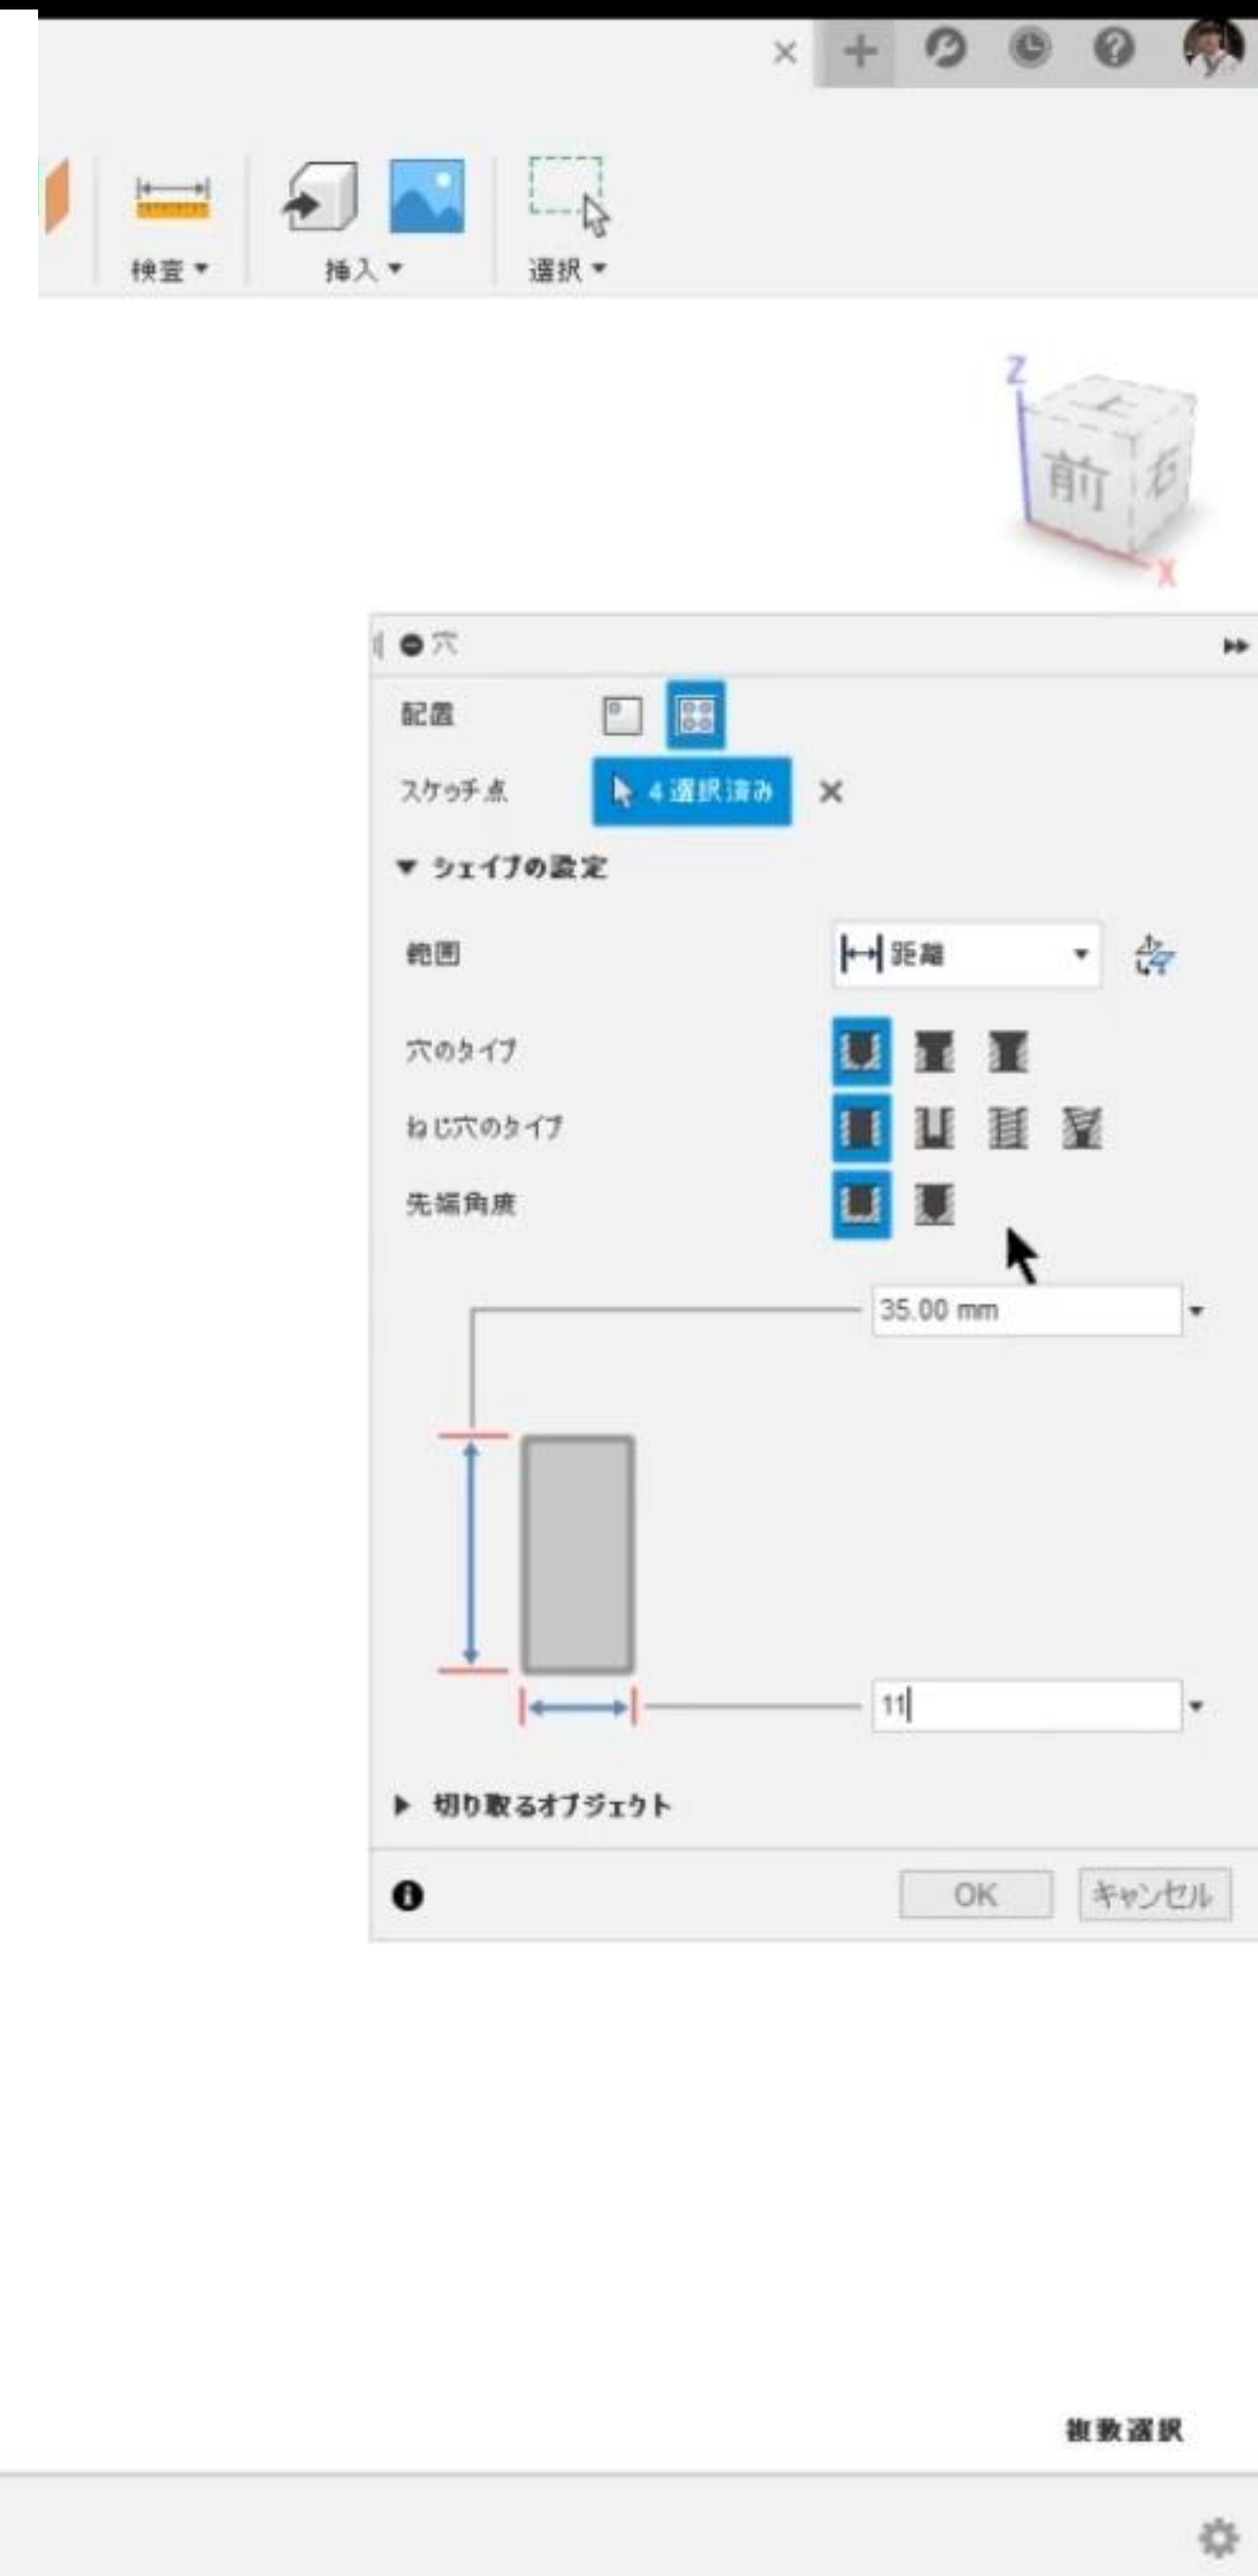 検査
挿入
選択
Z
上
前
右
X
穴
配置
スケッチ点
4 選択済み
シェイプの設定
範囲
距離
穴のタイプ
ねじ穴のタイプ
先端角度
35.00 mm
11
切り取るオブジェクト
OK
キャンセル
複数選択